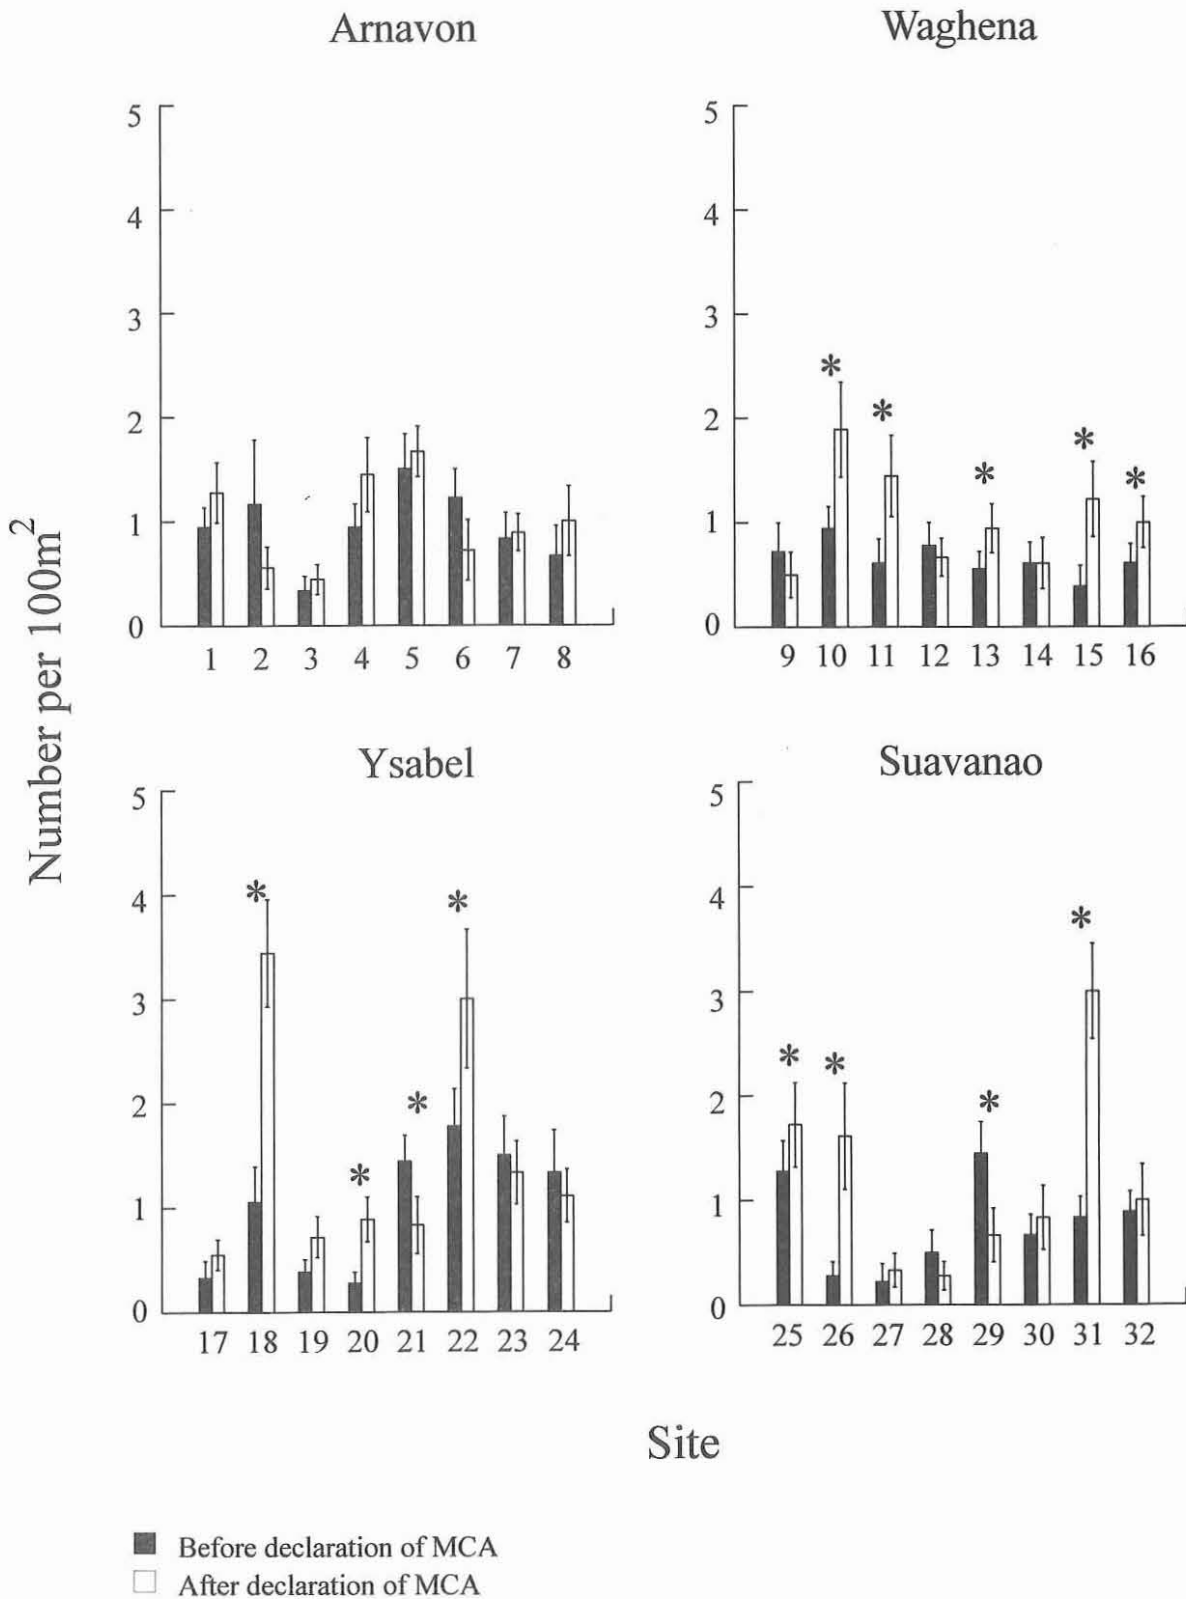 Arnavon
Waghena
5
4
3
2
1
0
1 2 3 4 5 6 7 8
5
4
3
2
1
0
* * * * *
9 10 11 12 13 14 15 16
Number per 100m²
Ysabel
Suavanao
5
4
3
2
1
0
* * * *
17 18 19 20 21 22 23 24
5
4
3
2
1
0
* * * *
25 26 27 28 29 30 31 32
Site
Before declaration of MCA
After declaration of MCA